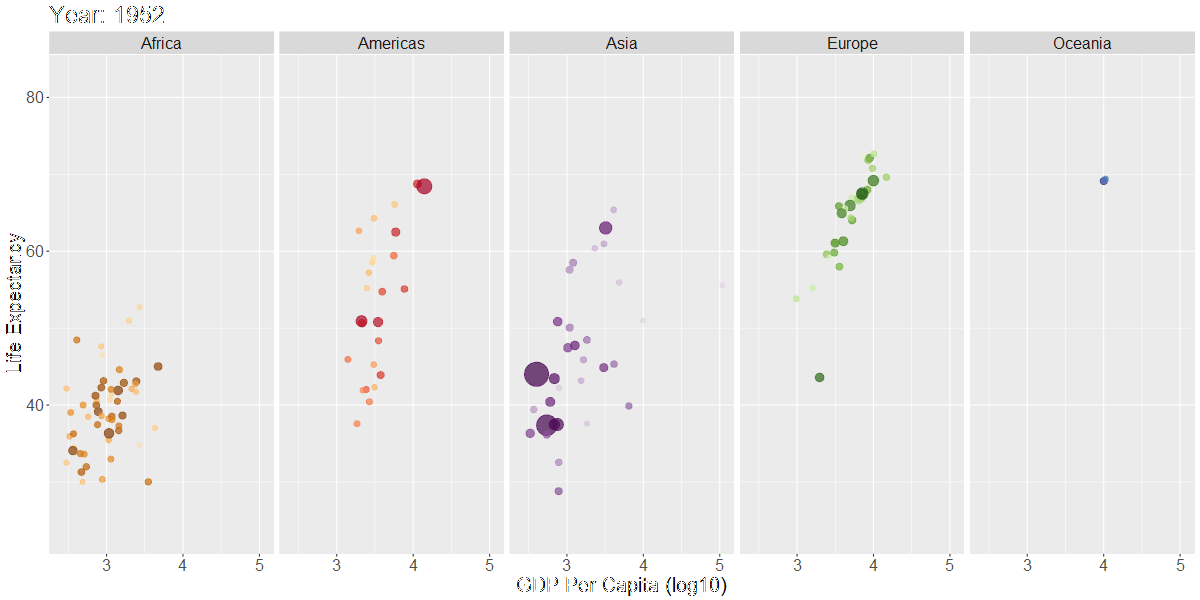 Year: 1952
Africa Americas Asia Europe Oceania
Life Expectancy
80
60
40
3 4 5 3 4 5 3 4 5 3 4 5 3 4 5
GDP Per Capita (log10)